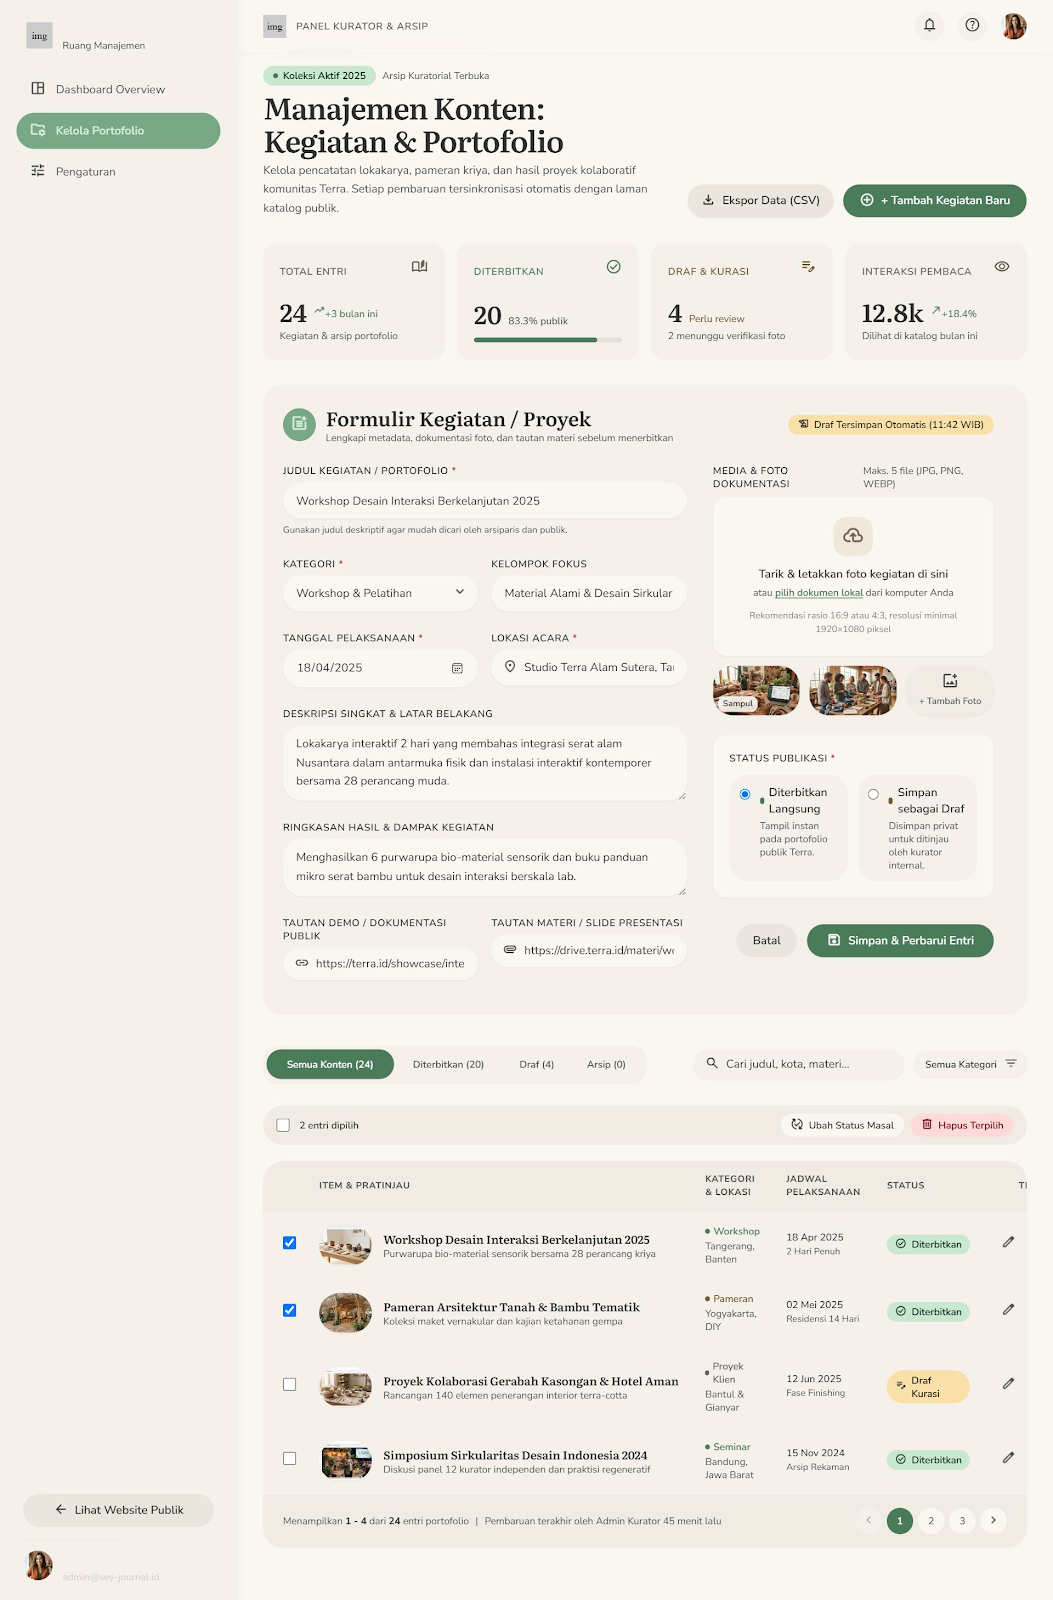 img
Ruang Manajemen
Dashboard Overview
Kelola Portofolio
Pengaturan
Lihat Website Publik
admin@sey-journal.id
img
PANEL KURATOR & ARSIP
Koleksi Aktif 2025
Arsip Kuratorial Terbuka
Manajemen Konten:
Kegiatan & Portofolio
Kelola pencatatan lokakarya, pameran kriya, dan hasil proyek kolaboratif
komunitas Terra. Setiap pembaruan tersinkronisasi otomatis dengan laman
katalog publik.
Ekspor Data (CSV)
+ Tambah Kegiatan Baru
TOTAL ENTRI
24 +3 bulan ini
Kegiatan & arsip portofolio
DITERBITKAN
20 83.3% publik
DRAF & KURASI
4 Perlu review
2 menunggu verifikasi foto
INTERAKSI PEMBACA
12.8k +18.4%
Dilihat di katalog bulan ini
Formulir Kegiatan / Proyek
Lengkapi metadata, dokumentasi foto, dan tautan materi sebelum menerbitkan
Draf Tersimpan Otomatis (11:42 WIB)
JUDUL KEGIATAN / PORTOFOLIO *
Workshop Desain Interaksi Berkelanjutan 2025
Gunakan judul deskriptif agar mudah dicari oleh arsiparis dan publik.
KATEGORI *
Workshop & Pelatihan
KELOMPOK FOKUS
Material Alami & Desain Sirkular
TANGGAL PELAKSANAAN *
18/04/2025
LOKASI ACARA *
Studio Terra Alam Sutera, Tar
DESKRIPSI SINGKAT & LATAR BELAKANG
Lokakarya interaktif 2 hari yang membahas integrasi serat alam
Nusantara dalam antarmuka fisik dan instalasi interaktif kontemporer
bersama 28 perancang muda.
RINGKASAN HASIL & DAMPAK KEGIATAN
Menghasilkan 6 purwarupa bio-material sensorik dan buku panduan
mikro serat bambu untuk desain interaksi berskala lab.
TAUTAN DEMO / DOKUMENTASI
PUBLIK
https://terra.id/showcase/inte
TAUTAN MATERI / SLIDE PRESENTASI
https://drive.terra.id/materi/wo
MEDIA & FOTO
DOKUMENTASI
Maks. 5 file (JPG, PNG,
WEBP)
Tarik & letakkan foto kegiatan di sini
atau pilih dokumen lokal dari komputer Anda
Rekomendasi rasio 16:9 atau 4:3, resolusi minimal
1920×1080 piksel
Sampul
+ Tambah Foto
STATUS PUBLIKASI *
Diterbitkan
Langsung
Tampil instan
pada portofolio
publik Terra.
Simpan
sebagai Draf
Disimpan privat
untuk ditinjau
oleh kurator
internal.
Batal
Simpan & Perbarui Entri
Semua Konten (24)
Diterbitkan (20)
Draf (4)
Arsip (0)
Cari judul, kota, materi...
Semua Kategori
2 entri dipilih
Ubah Status Masal
Hapus Terpilih
ITEM & PRATINJAU
KATEGORI
& LOKASI
JADWAL
PELAKSANAAN
STATUS
TI
Workshop Desain Interaksi Berkelanjutan 2025
Purwarupa bio-material sensorik bersama 28 perancang kriya
Workshop
Tangerang,
Banten
18 Apr 2025
2 Hari Penuh
Diterbitkan
Pameran Arsitektur Tanah & Bambu Tematik
Koleksi maket vernakular dan kajian ketahanan gempa
Pameran
Yogyakarta,
DIY
02 Mei 2025
Residensi 14 Hari
Diterbitkan
Proyek Kolaborasi Gerabah Kasongan & Hotel Aman
Rancangan 140 elemen penerangan interior terra-cotta
Proyek
Klien
Bantul &
Gianyar
12 Jun 2025
Fase Finishing
Draf
Kurasi
Simposium Sirkularitas Desain Indonesia 2024
Diskusi panel 12 kurator independen dan praktisi regeneratif
Seminar
Bandung,
Jawa Barat
15 Nov 2024
Arsip Rekaman
Diterbitkan
Menampilkan 1 - 4 dari 24 entri portofolio | Pembaruan terakhir oleh Admin Kurator 45 menit lalu
1
2
3